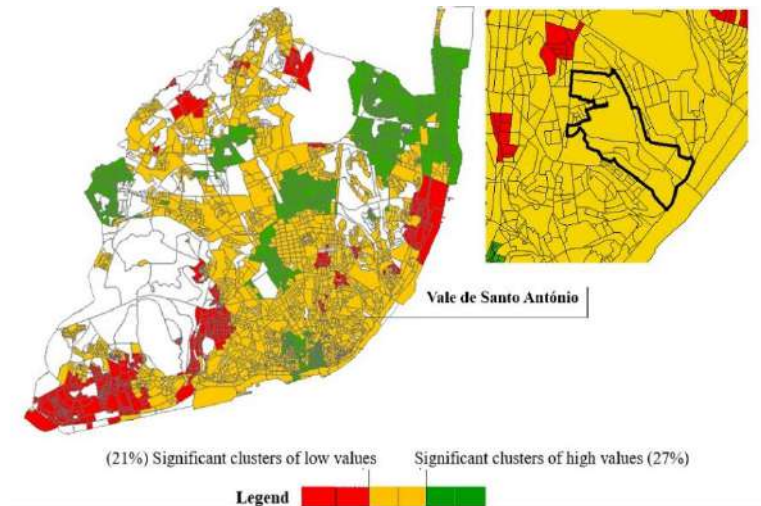 Vale de Santo António
(21%) Significant clusters of low values
Significant clusters of high values (27%)
Legend